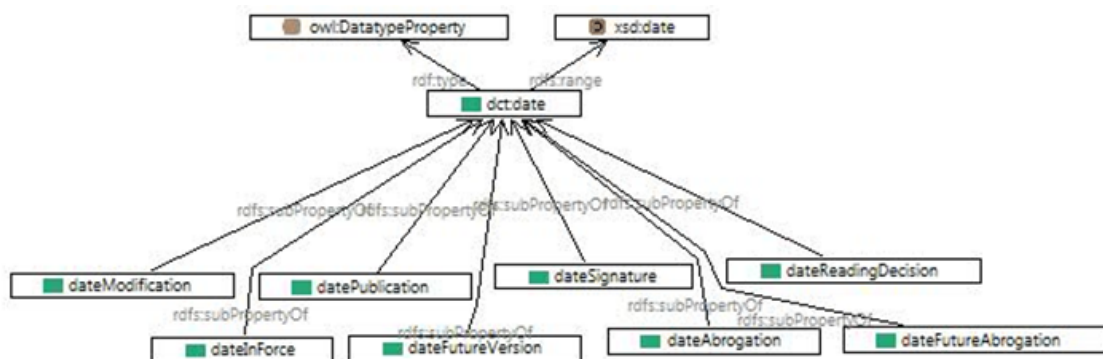 owl:DatatypeProperty
xsd:date
rdf:type
rdfs:range
dct:date
rdfs:subPropertyOf
rdfs:subPropertyOf
rdfs:subPropertyOf
rdfs:subPropertyOf
dateModification
datePublication
dateSignature
dateReadingDecision
rdfs:subPropertyOf
rdfs:subPropertyOf
rdfs:subPropertyOf
rdfs:subPropertyOf
dateInForce
dateFutureVersion
dateAbrogation
dateFutureAbrogation